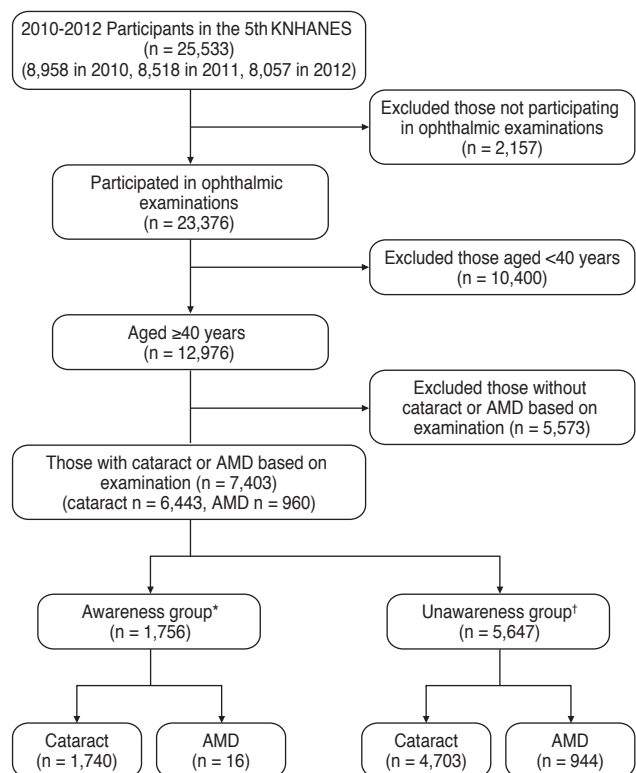 2010-2012 Participants in the 5th KNHANES
(n = 25,533)
(8,958 in 2010, 8,518 in 2011, 8,057 in 2012)
Excluded those not participating
in ophthalmic examinations
(n = 2,157)
Participated in ophthalmic
examinations
(n = 23,376)
Excluded those aged <40 years
(n = 10,400)
Aged ≥40 years
(n = 12,976)
Excluded those without
cataract or AMD based on
examination (n = 5,573)
Those with cataract or AMD based on
examination (n = 7,403)
(cataract n = 6,443, AMD n = 960)
Awareness group*
(n = 1,756)
Unawareness group†
(n = 5,647)
Cataract
(n = 1,740)
AMD
(n = 16)
Cataract
(n = 4,703)
AMD
(n = 944)